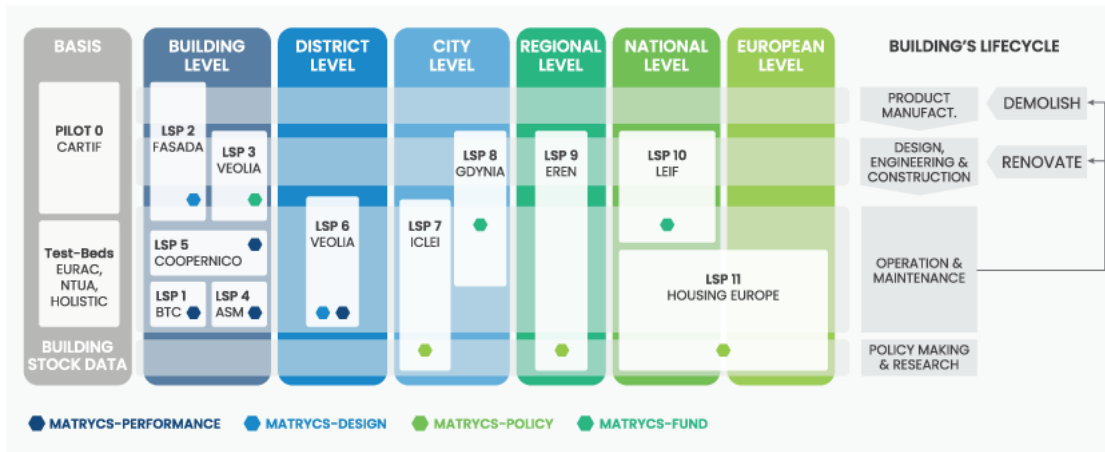 BASIS
PILOT 0
CARTIF
Test-Beds
EURAC,
NTUA,
HOLISTIC
BUILDING
STOCK DATA
BUILDING
LEVEL
LSP 2
FASADA
LSP 3
VEOLIA
LSP 5
COOPERNICO
LSP 1
BTC
LSP 4
ASM
DISTRICT
LEVEL
LSP 6
VEOLIA
CITY
LEVEL
LSP 7
ICLEI
LSP 8
GDYNIA
REGIONAL
LEVEL
LSP 9
EREN
NATIONAL
LEVEL
LSP 10
LEIF
EUROPEAN
LEVEL
LSP 11
HOUSING EUROPE
BUILDING'S LIFECYCLE
PRODUCT
MANUFACT.
DEMOLISH
DESIGN,
ENGINEERING &
CONSTRUCTION
RENOVATE
OPERATION &
MAINTENANCE
POLICY MAKING
& RESEARCH
MATRYCS-PERFORMANCE
MATRYCS-DESIGN
MATRYCS-POLICY
MATRYCS-FUND